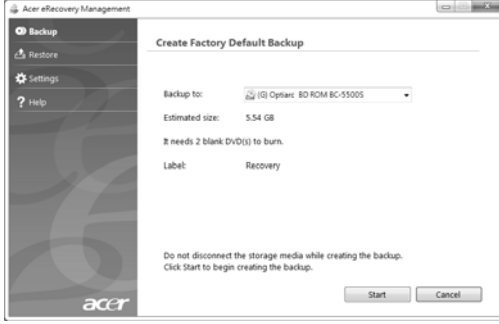 Acer eRecovery Management
Backup
Restore
Settings
? Help
Create Factory Default Backup
Backup to: (G) Optiarc BD ROM BC-5500S
Estimated size: 5.54 GB
It needs 2 blank DVD(s) to burn.
Label: Recovery
Do not disconnect the storage media while creating the backup.
Click Start to begin creating the backup.
Start Cancel
acer